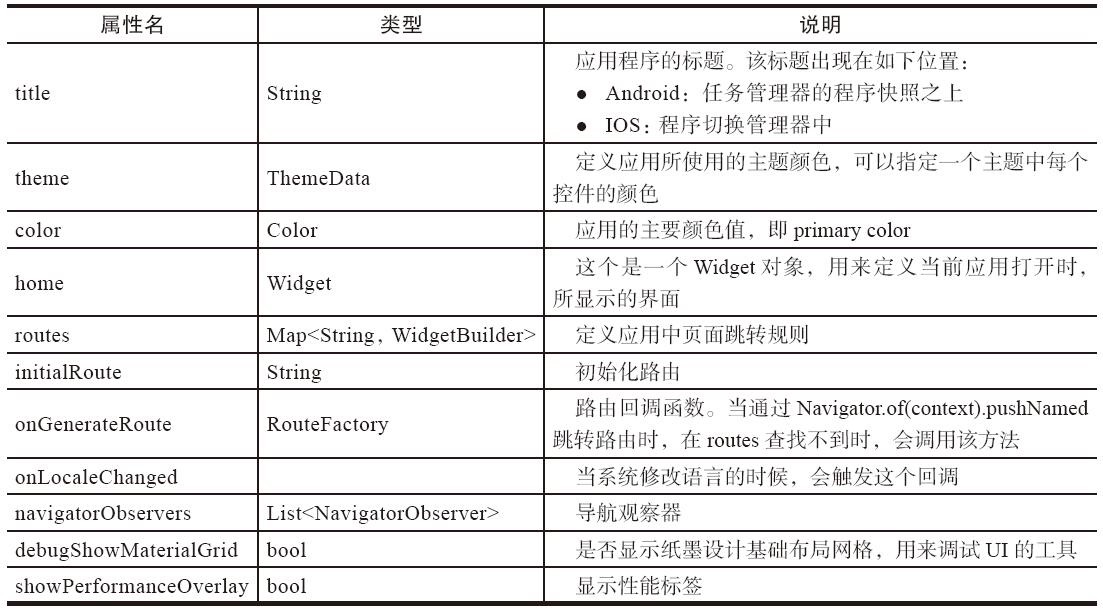 属性名 类型 说明
应用程序的标题。该标题出现在如下位置：
title String ● Android：任务管理器的程序快照之上
● IOS：程序切换管理器中
theme ThemeData 定义应用所使用的主题颜色，可以指定一个主题中每个
控件的颜色
color Color 应用的主要颜色值，即 primary color
home Widget 这个是一个 Widget 对象，用来定义当前应用打开时，
所显示的界面
routes Map<String，WidgetBuilder> 定义应用中页面跳转规则
initialRoute String 初始化路由
onGenerateRoute RouteFactory 路由回调函数。当通过 Navigator.of(context).pushNamed
跳转路由时，在 routes 查找不到时，会调用该方法
onLocaleChanged 当系统修改语言的时候，会触发这个回调
navigatorObservers List<NavigatorObserver> 导航观察器
debugShowMaterialGrid bool 是否显示纸墨设计基础布局网格，用来调试 UI 的工具
showPerformanceOverlay bool 显示性能标签